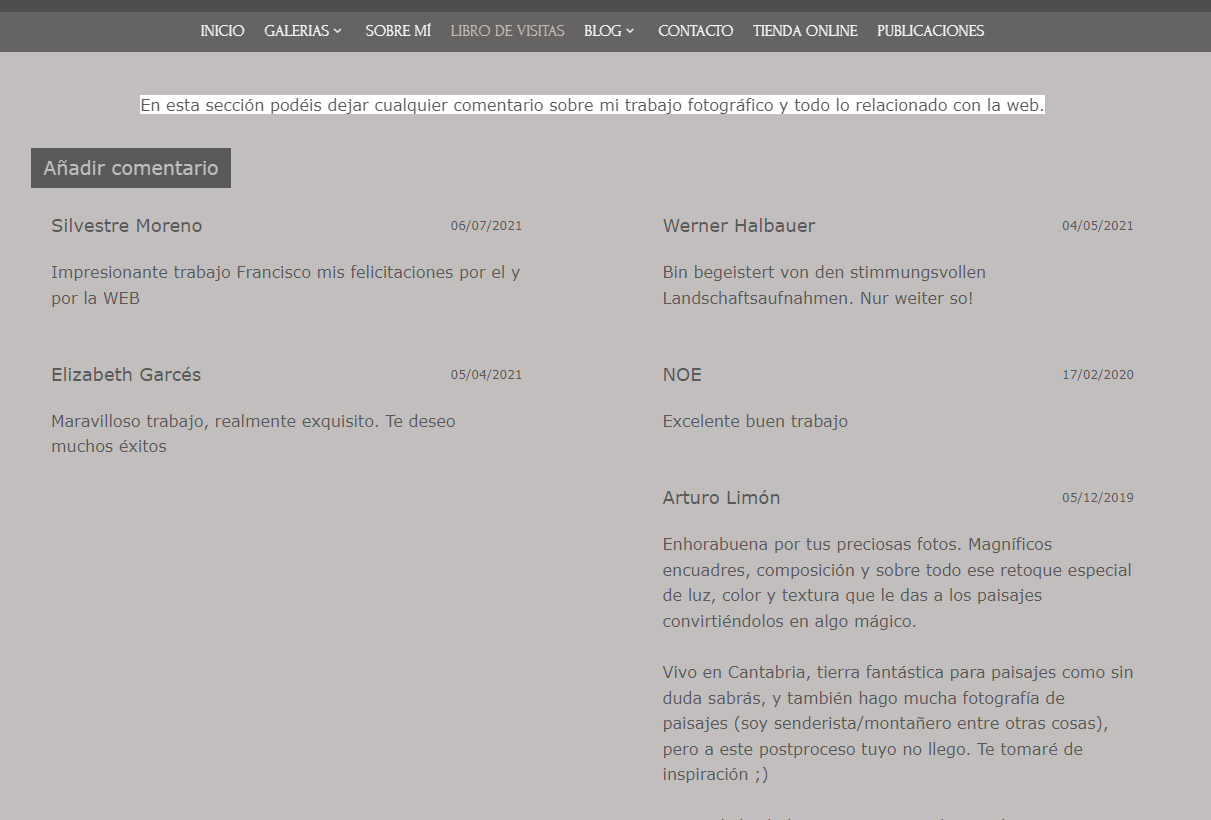 INICIO GALERIAS SOBRE MÍ LIBRO DE VISITAS BLOG CONTACTO TIENDA ONLINE PUBLICACIONES
En esta sección podéis dejar cualquier comentario sobre mi trabajo fotográfico y todo lo relacionado con la web.
Añadir comentario
Silvestre Moreno 06/07/2021
Impresionante trabajo Francisco mis felicitaciones por el y
por la WEB
Elizabeth Garcés 05/04/2021
Maravilloso trabajo, realmente exquisito. Te deseo
muchos éxitos
Werner Halbauer 04/05/2021
Bin begeistert von den stimmungsvollen
Landschaftsaufnahmen. Nur weiter so!
NOE 17/02/2020
Excelente buen trabajo
Arturo Limón 05/12/2019
Enhorabuena por tus preciosas fotos. Magníficos
encuadres, composición y sobre todo ese retoque especial
de luz, color y textura que le das a los paisajes
convirtiéndolos en algo mágico.
Vivo en Cantabria, tierra fantástica para paisajes como sin
duda sabrás, y también hago mucha fotografía de
paisajes (soy senderista/montañero entre otras cosas),
pero a este postproceso tuyo no llego. Te tomaré de
inspiración ;)